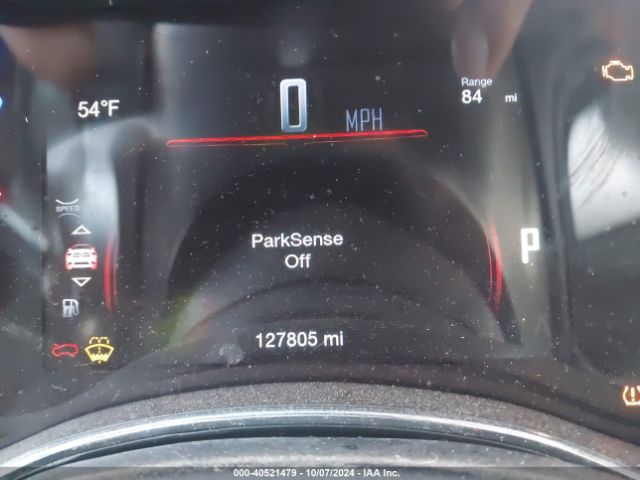 54°F
0 MPH
Range
84 mi
SPEED
ParkSense
Off
P
127805 mi
000-40521479 - 10/07/2024 - IAA Inc.